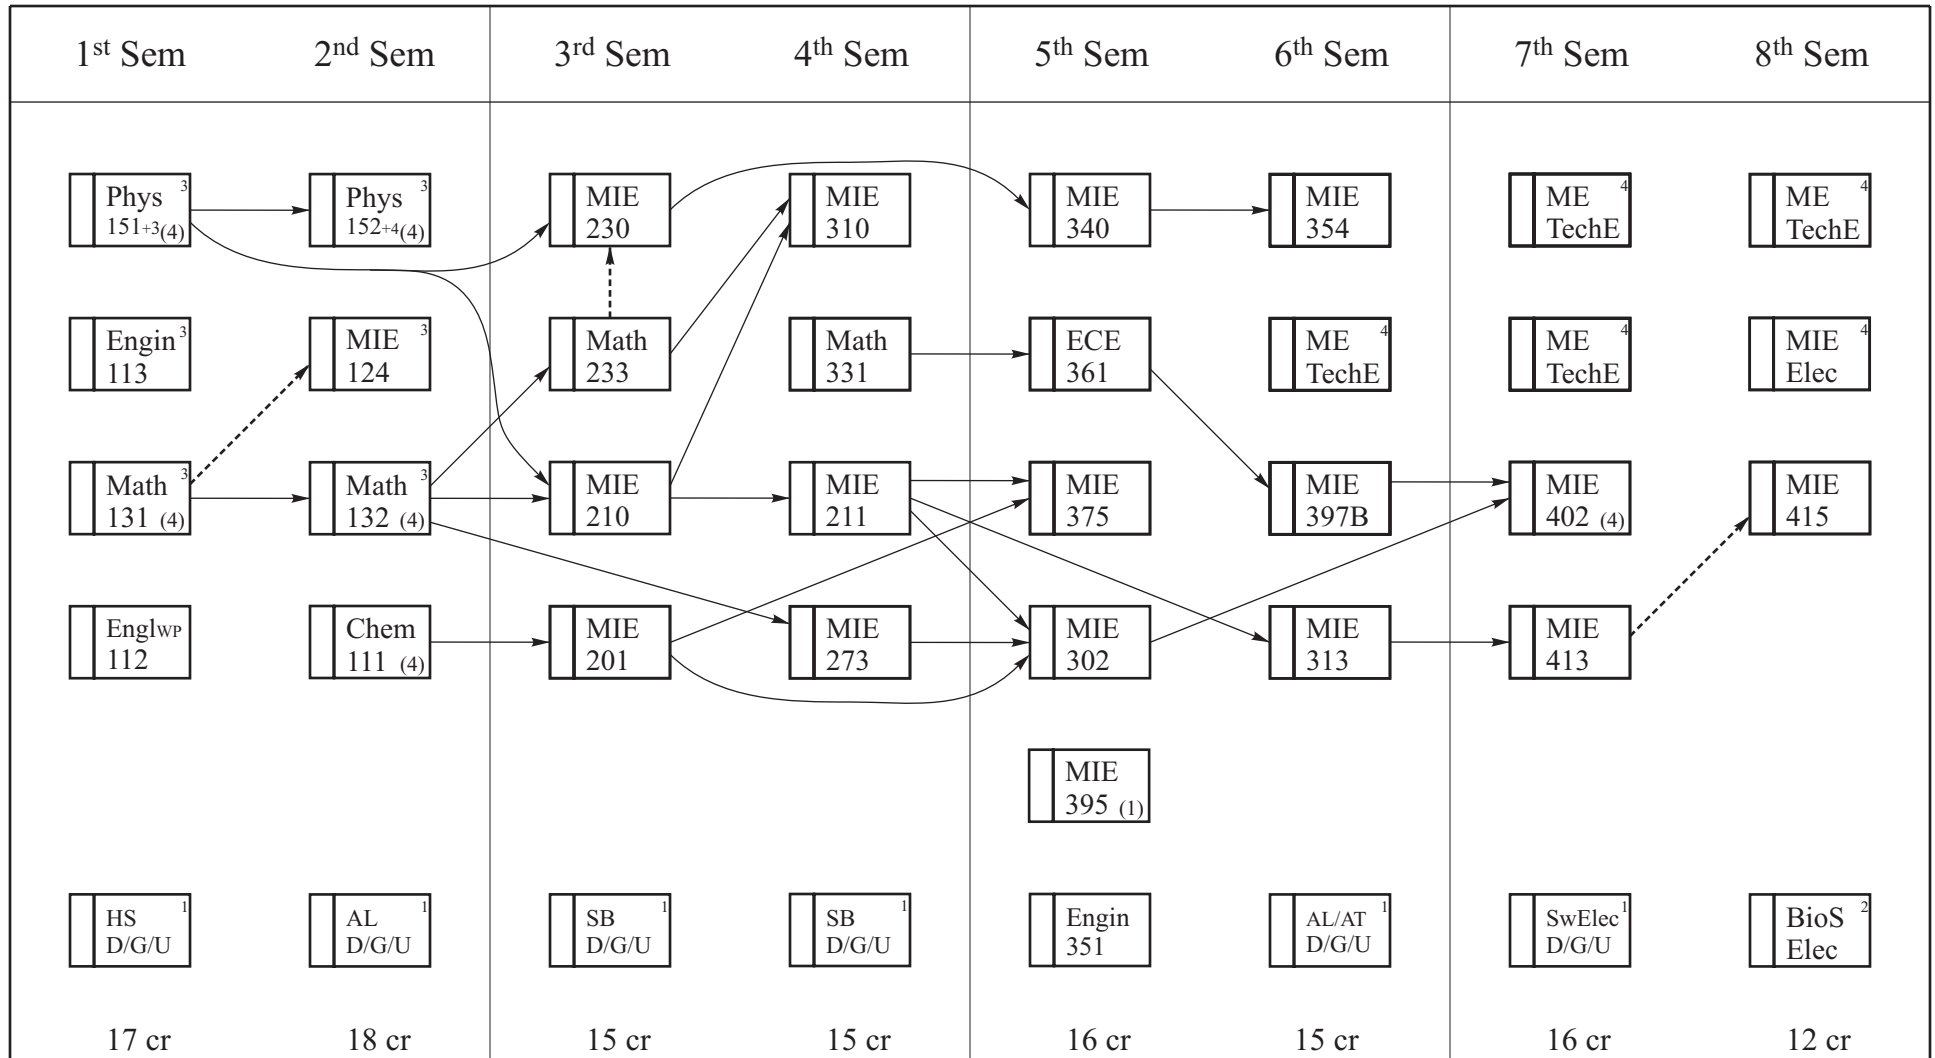 1st Sem
2nd Sem
3rd Sem
4th Sem
5th Sem
6th Sem
7th Sem
8th Sem
Phys 3
151+3(4)
Phys 3
152+4(4)
MIE
230
MIE
310
MIE
340
MIE
354
ME 4
TechE
ME 4
TechE
Engin 3
113
MIE 3
124
Math
233
Math
331
ECE
361
ME 4
TechE
ME 4
TechE
MIE 4
Elec
Math 3
131 (4)
Math 3
132 (4)
MIE
210
MIE
211
MIE
375
MIE
397B
MIE
402 (4)
MIE
415
EnglWP
112
Chem
111 (4)
MIE
201
MIE
273
MIE
302
MIE
313
MIE
413
MIE
395 (1)
HS 1
D/G/U
AL 1
D/G/U
SB 1
D/G/U
SB 1
D/G/U
Engin
351
AL/AT 1
D/G/U
SwElec 1
D/G/U
BioS 2
Elec
17 cr
18 cr
15 cr
15 cr
16 cr
15 cr
16 cr
12 cr